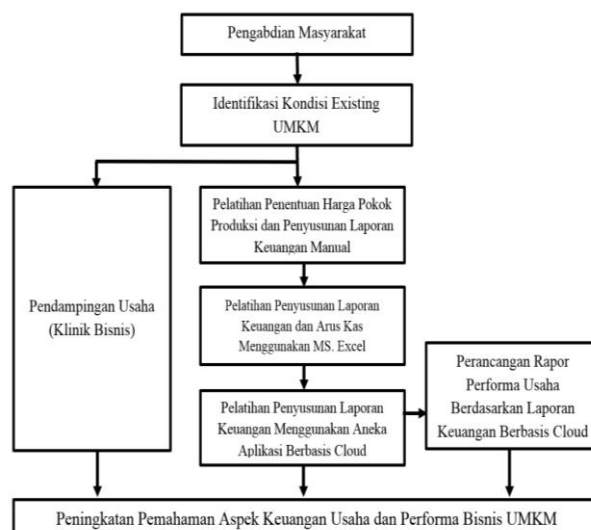 Pengabdian Masyarakat
Identifikasi Kondisi Existing
UMKM
Pendampingan Usaha
(Klinik Bisnis)
Pelatihan Penentuan Harga Pokok
Produksi dan Penyusunan Laporan
Keuangan Manual
Pelatihan Penyusunan Laporan
Keuangan dan Arus Kas
Menggunakan MS. Excel
Pelatihan Penyusunan Laporan
Keuangan Menggunakan Aneka
Aplikasi Berbasis Cloud
Perancangan Rapor
Performa Usaha
Berdasarkan Laporan
Keuangan Berbasis Cloud
Peningkatan Pemahaman Aspek Keuangan Usaha dan Performa Bisnis UMKM